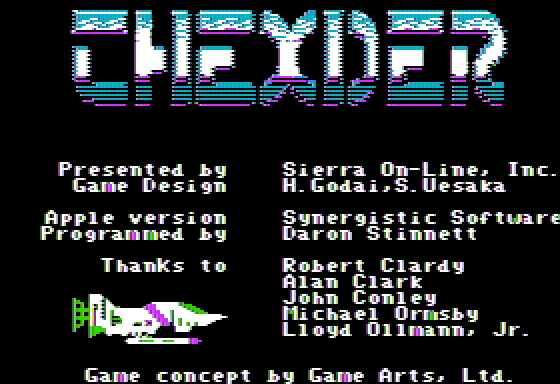 THEXDER
Presented by Sierra On-Line, Inc.
Game Design H.Godai,S.Uesaka
Apple version Synergistic Software
Programmed by Daron Stinnett
Thanks to Robert Clardy
Alan Clark
John Conley
Michael Ormsby
Lloyd Ollmann, Jr.
Game concept by Game Arts, Ltd.